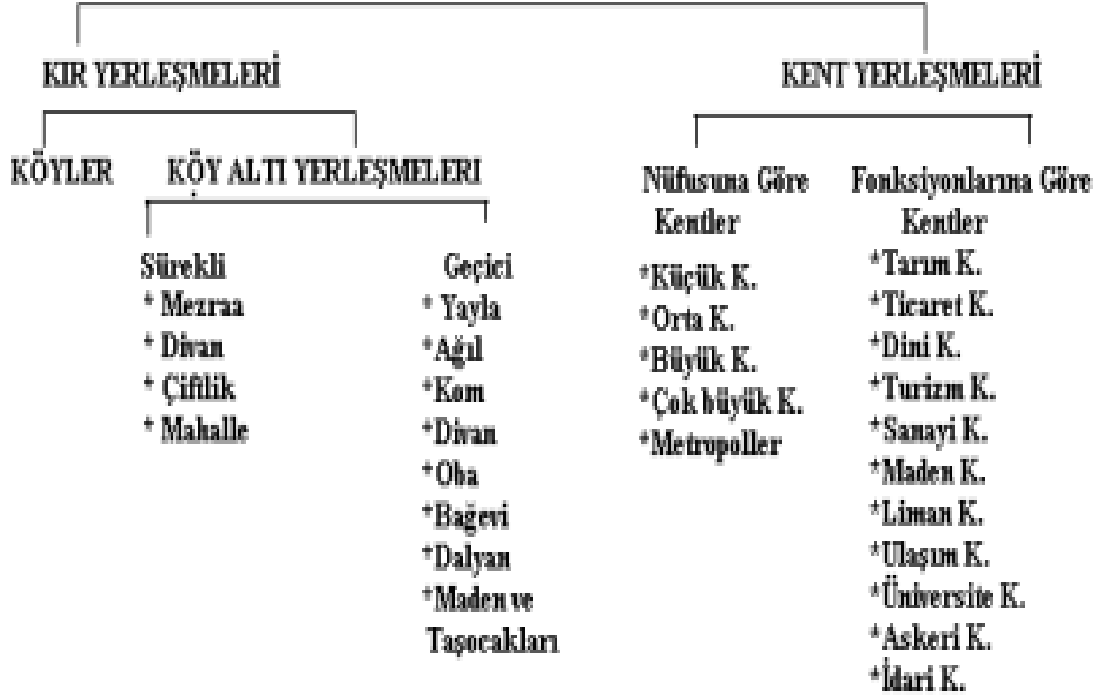 KIR YERLEŞMELERİ
KENT YERLEŞMELERİ
KÖYLER
KÖY ALTI YERLEŞMELERI
Sürekli
* Mezraa
* Divan
* Çiftlik
* Mahalle
Geçici
* Yayla
*Ağıl
*Kom
*Divan
*Oba
*Bağevi
*Dalyan
*Maden ve
Taşocakları
Nüfusuna Göre
Kentler
*Küçük K.
*Orta K.
*Büyük K.
*Çok büyük K.
*Metropoller
Fonksiyonlarına Göre
Kentler
*Tarım K.
*Ticaret K.
*Dini K.
*Turizm K.
*Sanayi K.
*Maden K.
*Liman K.
*Ulaşım K.
*Üniversite K.
*Askeri K.
*İdari K.